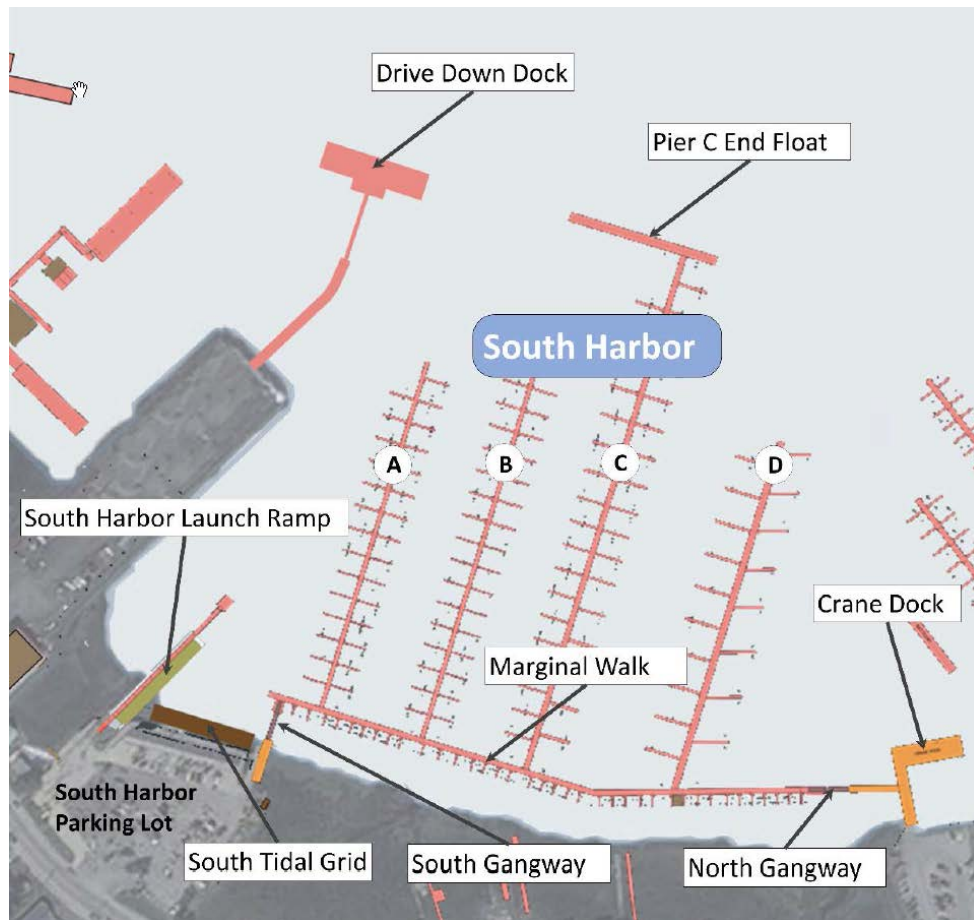 Drive Down Dock
Pier C End Float
South Harbor
A
B
C
D
South Harbor Launch Ramp
Crane Dock
Marginal Walk
South Harbor
Parking Lot
South Tidal Grid
South Gangway
North Gangway